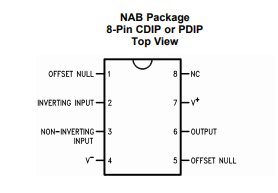 NAB Package
8-Pin CDIP or PDIP
Top View
OFFSET NULL 1 8 NC
INVERTING INPUT 2 7 V+
NON-INVERTING 3 6 OUTPUT
INPUT
V− 4 5 OFFSET NULL